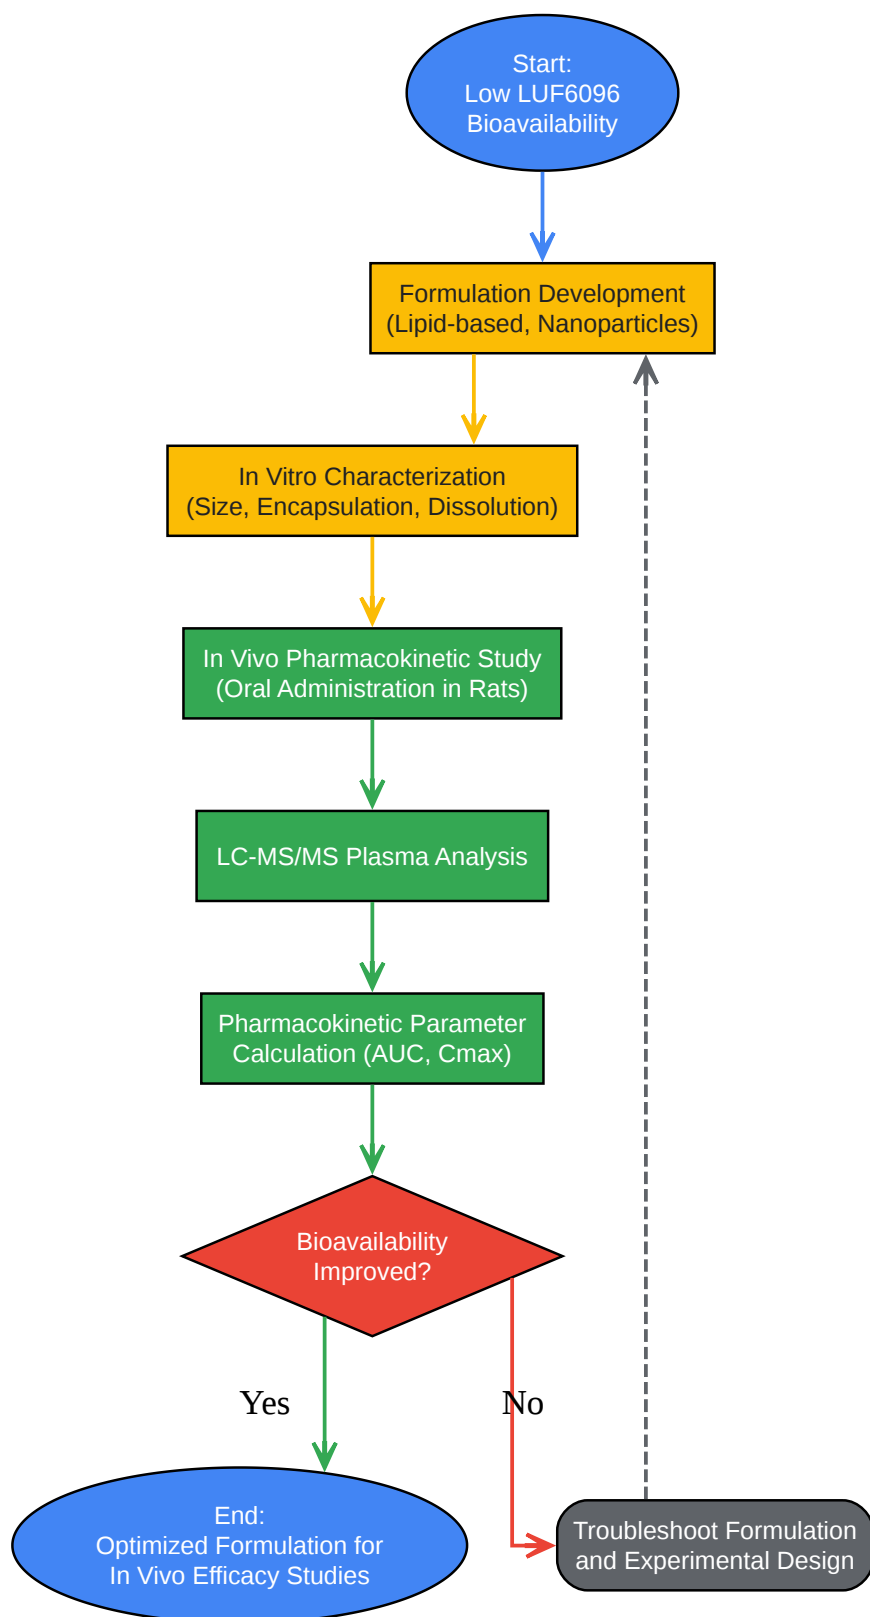 Start:
Low LUF6096
Bioavailability
Formulation Development
(Lipid-based, Nanoparticles)
In Vitro Characterization
(Size, Encapsulation, Dissolution)
In Vivo Pharmacokinetic Study
(Oral Administration in Rats)
LC-MS/MS Plasma Analysis
Pharmacokinetic Parameter
Calculation (AUC, Cmax)
Bioavailability
Improved?
Yes
No
End:
Optimized Formulation for
In Vivo Efficacy Studies
Troubleshoot Formulation
and Experimental Design